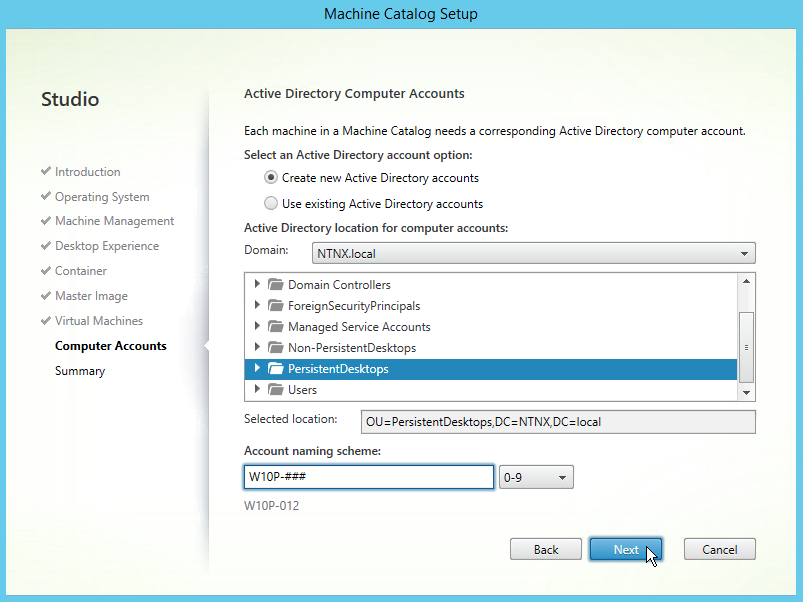 Machine Catalog Setup
Studio
Introduction
Operating System
Machine Management
Desktop Experience
Container
Master Image
Virtual Machines
Computer Accounts
Summary
Active Directory Computer Accounts
Each machine in a Machine Catalog needs a corresponding Active Directory computer account.
Select an Active Directory account option:
Create new Active Directory accounts
Use existing Active Directory accounts
Active Directory location for computer accounts:
Domain: NTNX.local
Domain Controllers
ForeignSecurityPrincipals
Managed Service Accounts
Non-PersistentDesktops
PersistentDesktops
Users
Selected location: OU=PersistentDesktops,DC=NTNX,DC=local
Account naming scheme:
W10P-### 0-9
W10P-012
Back Next Cancel